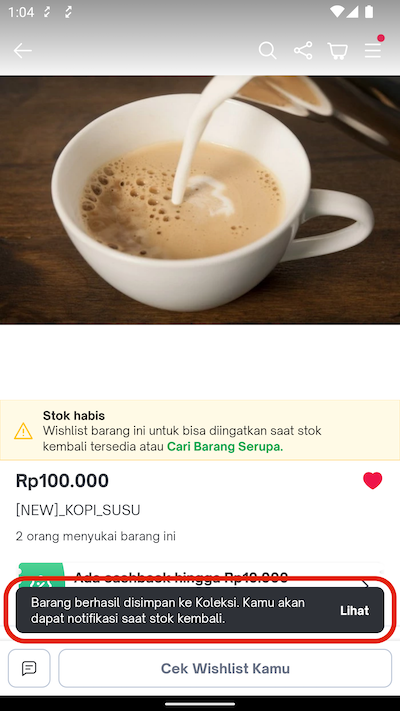 1:04
Stok habis
Wishlist barang ini untuk bisa diingatkan saat stok
kembali tersedia atau Cari Barang Serupa.
Rp100.000
[NEW]_KOPI_SUSU
2 orang menyukai barang ini
Ada cashback hingga Rp10.000
Barang berhasil disimpan ke Koleksi. Kamu akan
dapat notifikasi saat stok kembali.
Lihat
Cek Wishlist Kamu